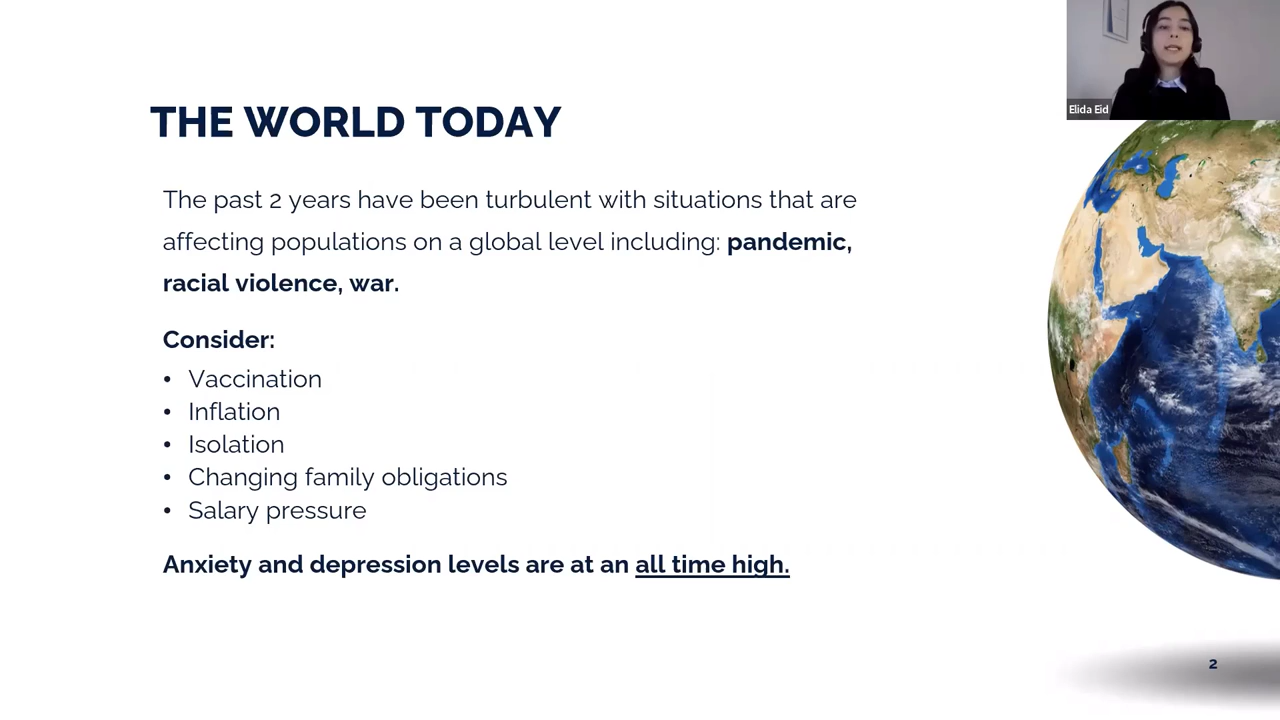 Elida Eid
THE WORLD TODAY
The past 2 years have been turbulent with situations that are
affecting populations on a global level including: pandemic,
racial violence, war.
Consider:
• Vaccination
• Inflation
• Isolation
• Changing family obligations
• Salary pressure
Anxiety and depression levels are at an all time high.
2